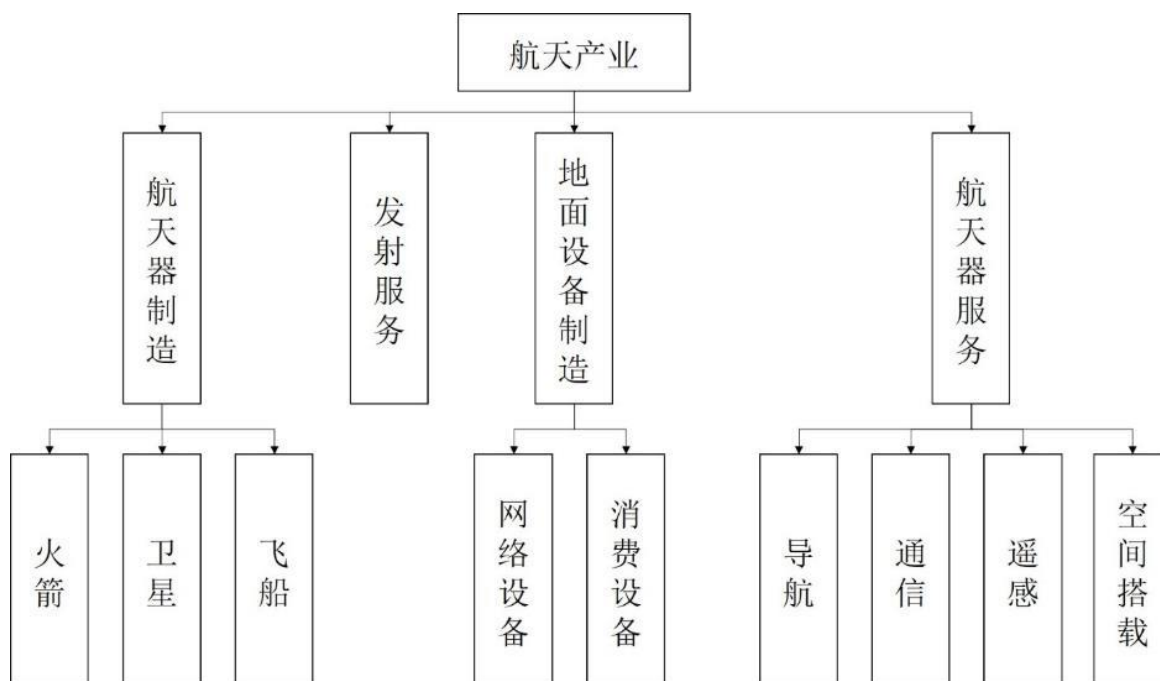 航天产业
航天器制造
发射服务
地面设备制造
航天器服务
火箭
卫星
飞船
网络设备
消费设备
导航
通信
遥感
空间搭载